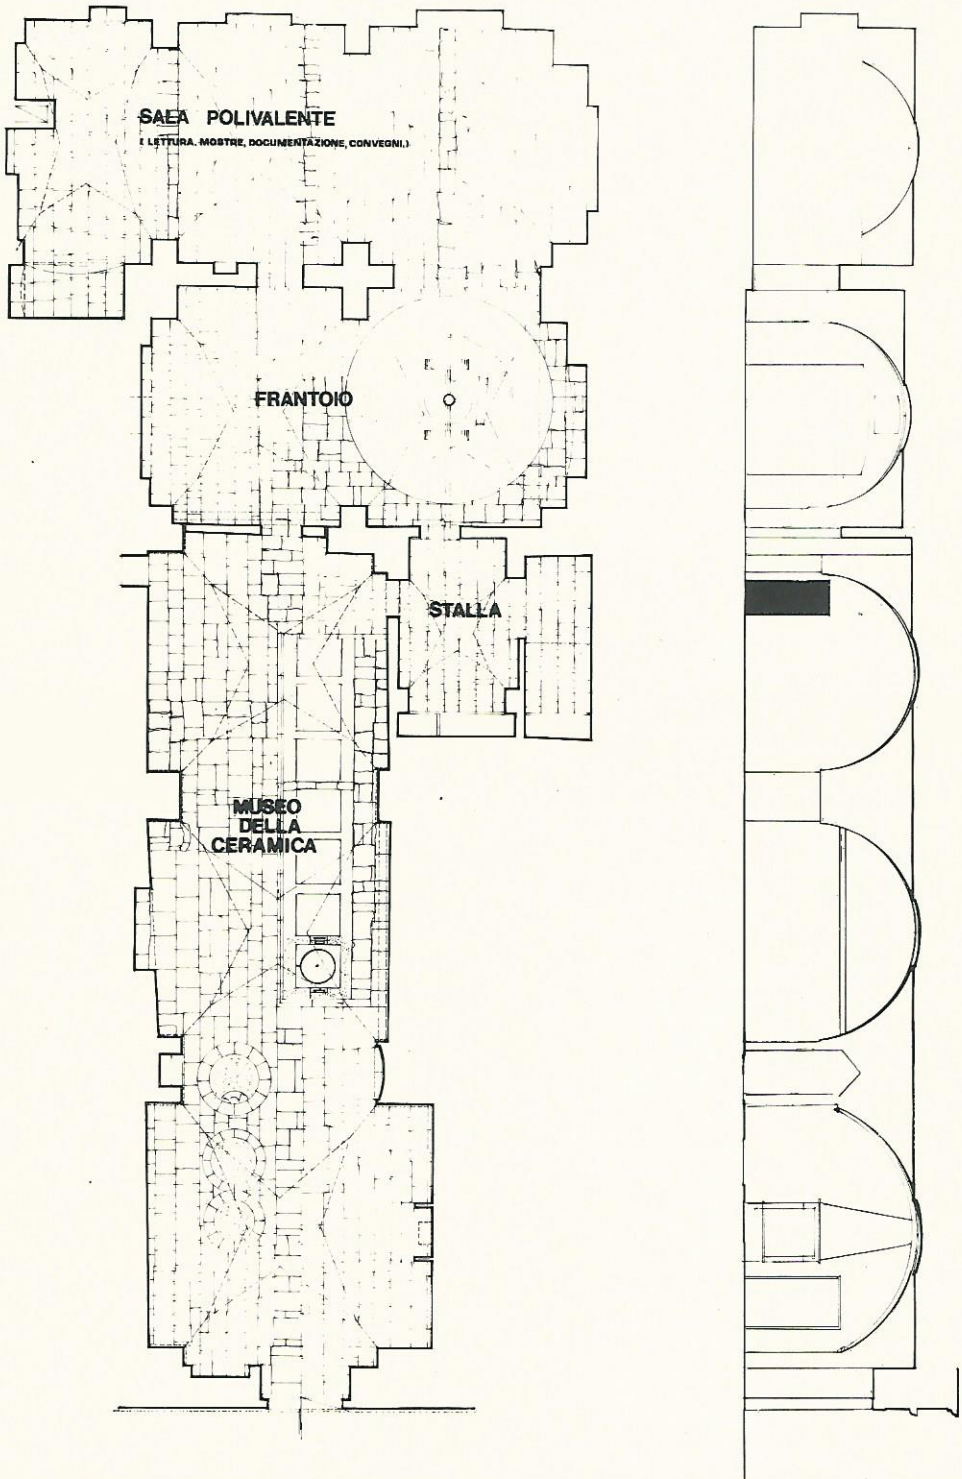 SALA POLIVALENTE
( LETTURA, MOSTRE, DOCUMENTAZIONE, CONVEGNI,)
FRANTOIO
STALLA
MUSEO
DELLA
CERAMICA